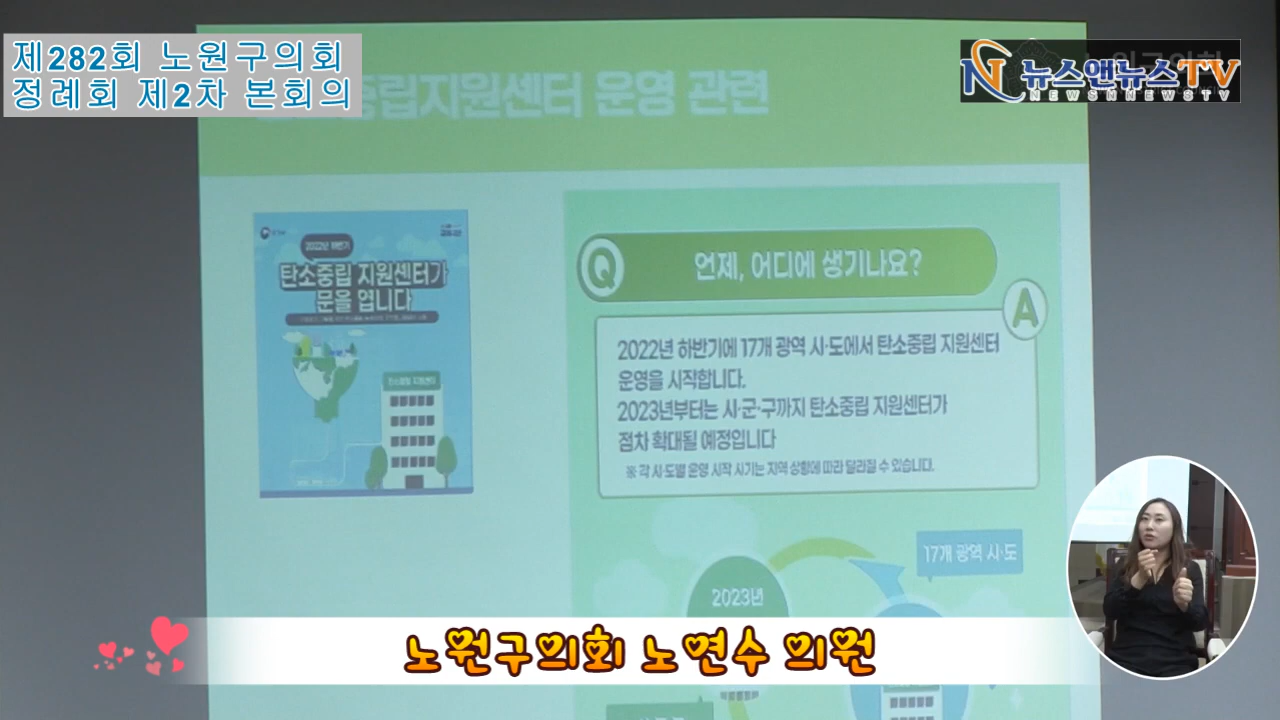 제282회 노원구의회
정례회 제2차 본회의
뉴스앤뉴스TV
NEWSNNEWSTV
중립지원센터 운영 관련
2022년 하반기
탄소중립 지원센터가
문을 엽니다
탄소중립 지원센터
Q
언제, 어디에 생기나요?
A
2022년 하반기에 17개 광역 시·도에서 탄소중립 지원센터
운영을 시작합니다.
2023년부터는 시·군·구까지 탄소중립 지원센터가
점차 확대될 예정입니다
※ 각 시·도별 운영 시작 시기는 지역 상황에 따라 달라질 수 있습니다.
17개 광역 시·도
2023년
노원구의회 노연수 의원